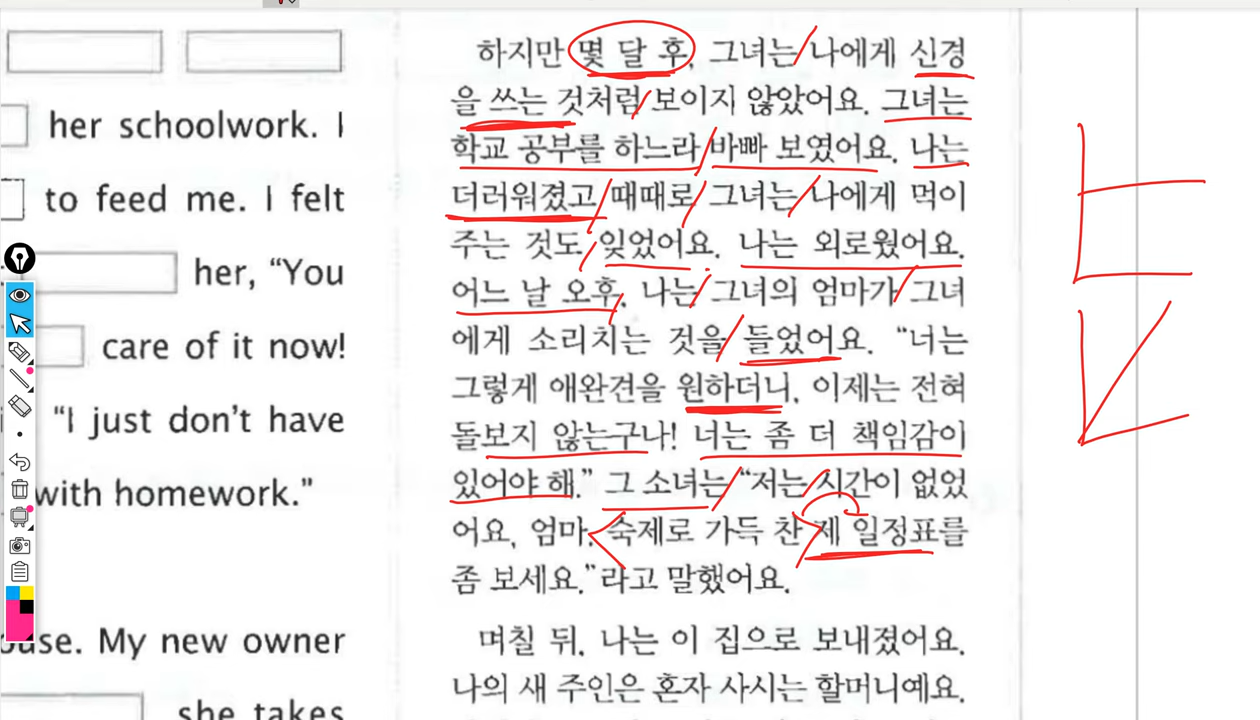 her schoolwork. I
to feed me. I felt
her, “You
care of it now!
“I just don’t have
with homework.”
My new owner
she takes
하지만 몇 달 후, 그녀는 나에게 신경
을 쓰는 것처럼 보이지 않았어요. 그녀는
학교 공부를 하느라 바빠 보였어요. 나는
더러워졌고 때때로 그녀는 나에게 먹이
주는 것도 잊었어요. 나는 외로웠어요.
어느 날 오후, 나는 그녀의 엄마가 그녀
에게 소리치는 것을 들었어요. “너는
그렇게 애완견을 원하더니, 이제는 전혀
돌보지 않는구나! 너는 좀 더 책임감이
있어야 해.” 그 소녀는 “저는 시간이 없었
어요, 엄마. 숙제로 가득 찬 제 일정표를
좀 보세요.”라고 말했어요.
며칠 뒤, 나는 이 집으로 보내졌어요.
나의 새 주인은 혼자 사시는 할머니예요.